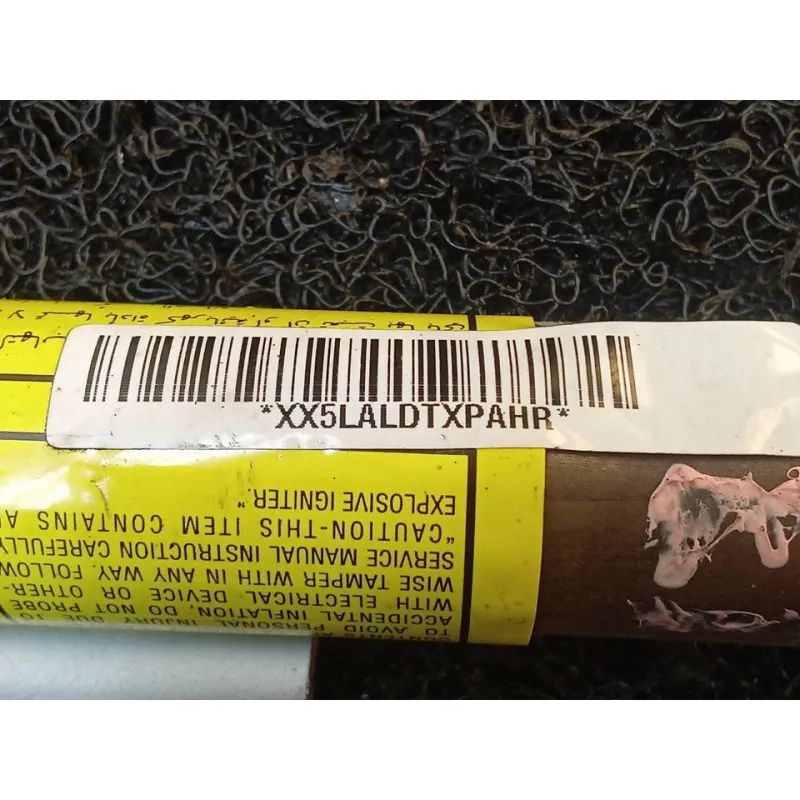 *XX5LALDTXPAHR*
CONTENTS
TO AVOID PERSONAL INJURY DUE TO
ACCIDENTAL INFLATION, DO NOT PROBE
WITH ELECTRICAL DEVICE OR OTHER-
WISE TAMPER WITH IN ANY WAY. FOLLOW
SERVICE MANUAL INSTRUCTION CAREFULLY
"CAUTION-THIS ITEM CONTAINS
EXPLOSIVE IGNITER."